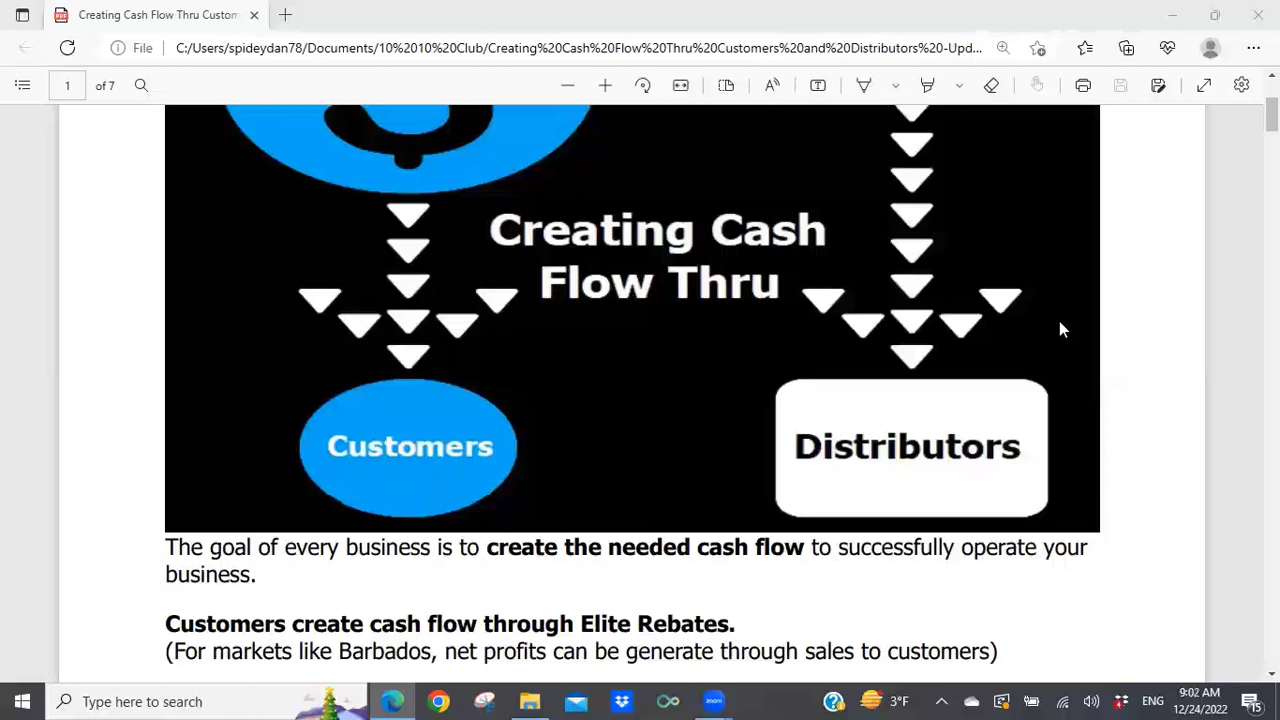 Creating Cash Flow Thru Custom
File
C:/Users/spideydan78/Documents/10%2010%20Club/Creating%20Cash%20Flow%20Thru%20Customers%20and%20Distributors%20-Upd...
1 of 7
Creating Cash
Flow Thru
Customers
Distributors
The goal of every business is to create the needed cash flow to successfully operate your
business.
Customers create cash flow through Elite Rebates.
(For markets like Barbados, net profits can be generate through sales to customers)
Type here to search
zoom
3°F
ENG
9:02 AM
12/24/2022
15